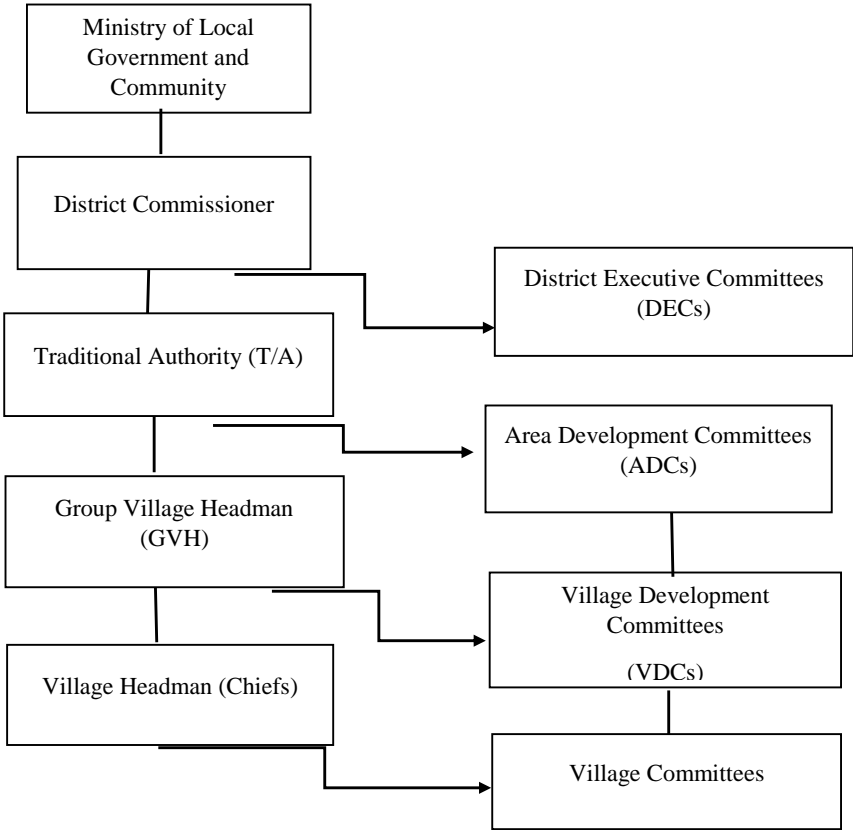 Ministry of Local
Government and
Community
District Commissioner
District Executive Committees
(DECs)
Traditional Authority (T/A)
Area Development Committees
(ADCs)
Group Village Headman
(GVH)
Village Development
Committees
(VDCs)
Village Headman (Chiefs)
Village Committees